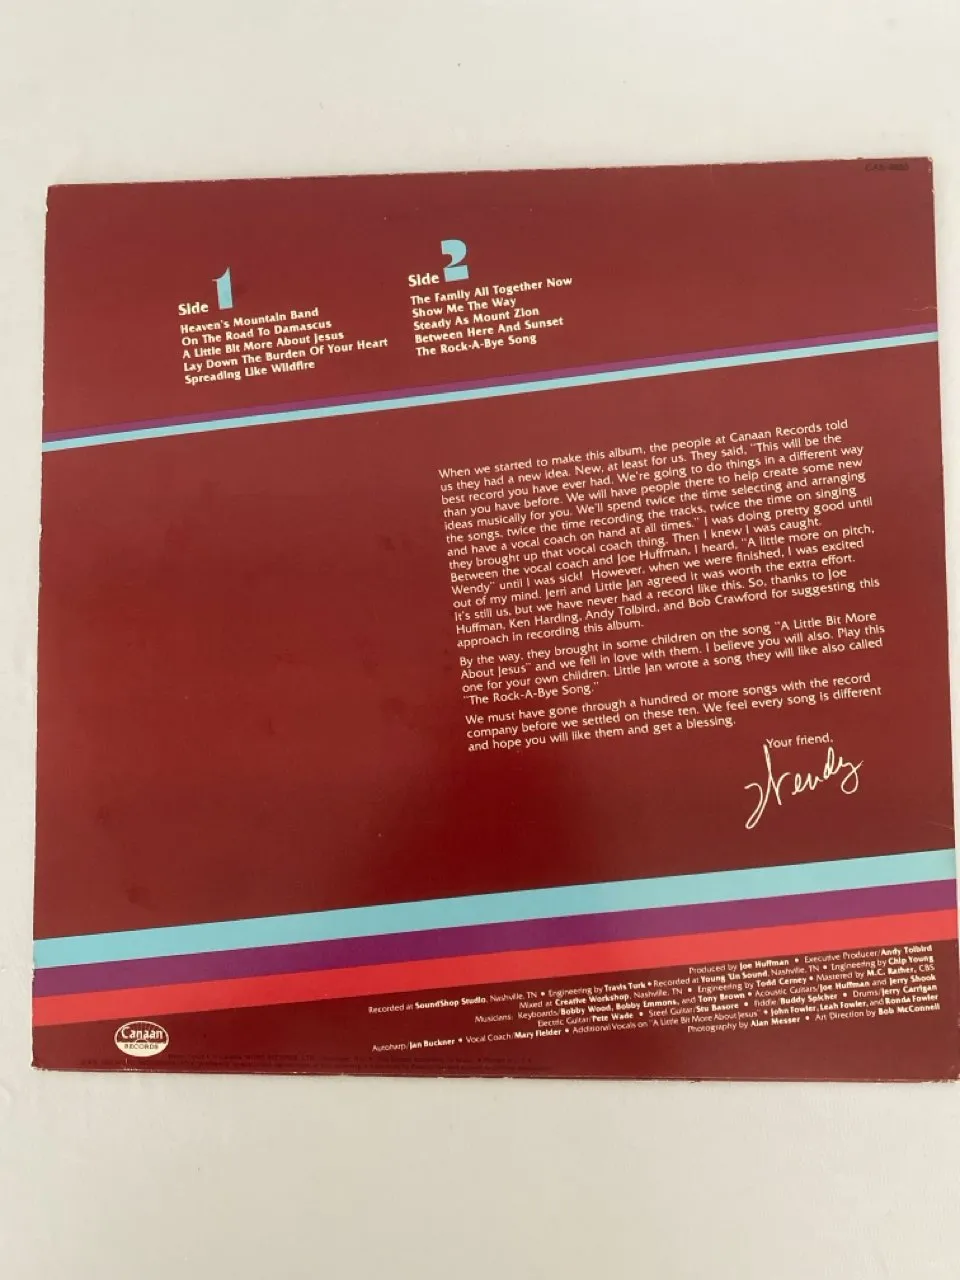 Side 1
Heaven's Mountain Band
On The Road To Damascus
A Little Bit More About Jesus
Lay Down The Burden Of Your Heart
Spreading Like Wildfire
Side 2
The Family All Together Now
Show Me The Way
Steady As Mount Zion
Between Here And Sunset
The Rock-A-Bye Song
When we started to make this album, the people at Canaan Records told
us they had a new idea. New, at least for us. They said, "This will be the
best record you have ever had. We're going to do things in a different way
than you have before. We will have people there to help create some new
ideas musically for you. We'll spend twice the time selecting and arranging
the songs, twice the time recording the tracks, twice the time on singing
and have a vocal coach on hand at all times." I was doing pretty good until
they brought up that vocal coach thing. Then I knew I was caught.
Between the vocal coach and Joe Huffman, I heard, "A little more on pitch,
Wendy" until I was sick! However, when we were finished, I was excited
out of my mind. Jerri and Little Jan agreed it was worth the extra effort.
It's still us, but we have never had a record like this. So, thanks to Joe
Huffman, Ken Harding, Andy Tolbird, and Bob Crawford for suggesting this
approach in recording this album.
By the way, they brought in some children on the song "A Little Bit More
About Jesus" and we fell in love with them. I believe you will also. Play this
one for your own children. Little Jan wrote a song they will like also called
"The Rock-A-Bye Song."
We must have gone through a hundred or more songs with the record
company before we settled on these ten. We feel every song is different
and hope you will like them and get a blessing.
Your friend,
Wendy
Produced by Joe Huffman • Executive Producer/Andy Tolbird
Recorded at SoundShop Studio, Nashville, TN • Engineering by Travis Turk • Recorded at Young 'Un Sound, Nashville, TN • Engineering by Chip Young
Mixed at Creative Workshop, Nashville, TN • Engineering by Todd Cerney • Mastered by M.C. Rather, CBS
Musicians: Keyboards/Bobby Wood, Bobby Emmons, and Tony Brown • Acoustic Guitars/Joe Huffman and Jerry Shook
Electric Guitar/Pete Wade • Steel Guitar/Stu Basore • Fiddle/Buddy Spicher • Drums/Jerry Carrigan
Autoharp/Jan Buckner • Vocal Coach/Mary Fielder • Additional Vocals on "A Little Bit More About Jesus" • John Fowler, Leah Fowler, and Ronda Fowler
Photography by Alan Messer • Art Direction by Bob McConnell
Canaan
RECORDS